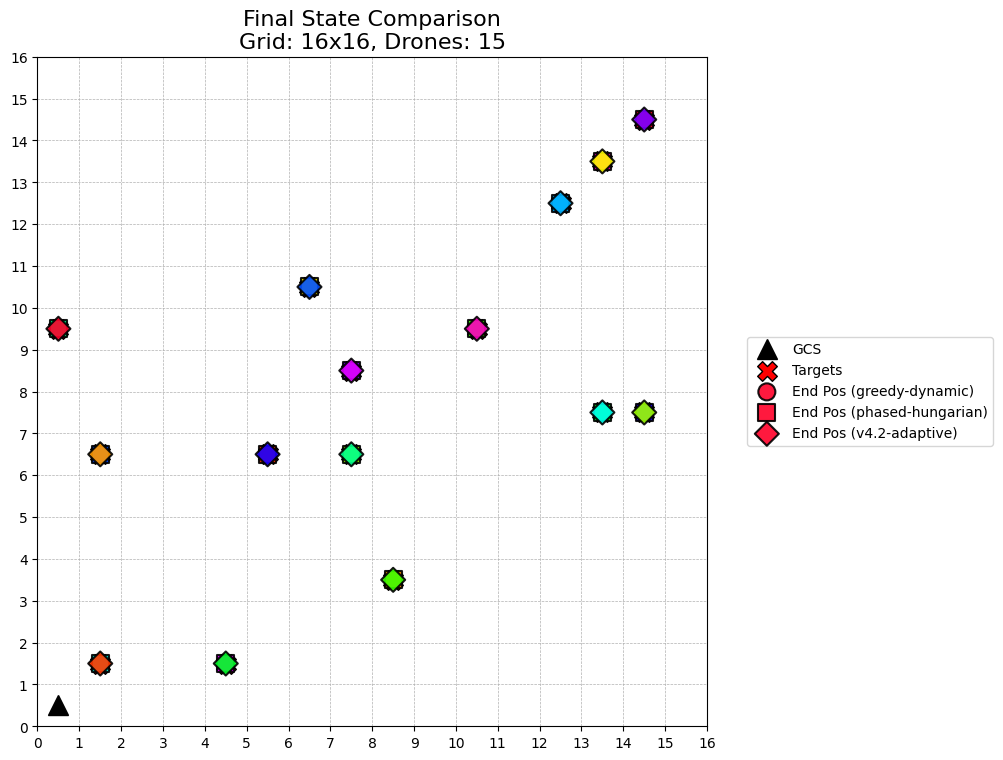 Final State Comparison
Grid: 16x16, Drones: 15
16
15
14
13
12
11
10
9
8
7
6
5
4
3
2
1
0
0 1 2 3 4 5 6 7 8 9 10 11 12 13 14 15 16
GCS
Targets
End Pos (greedy-dynamic)
End Pos (phased-hungarian)
End Pos (v4.2-adaptive)